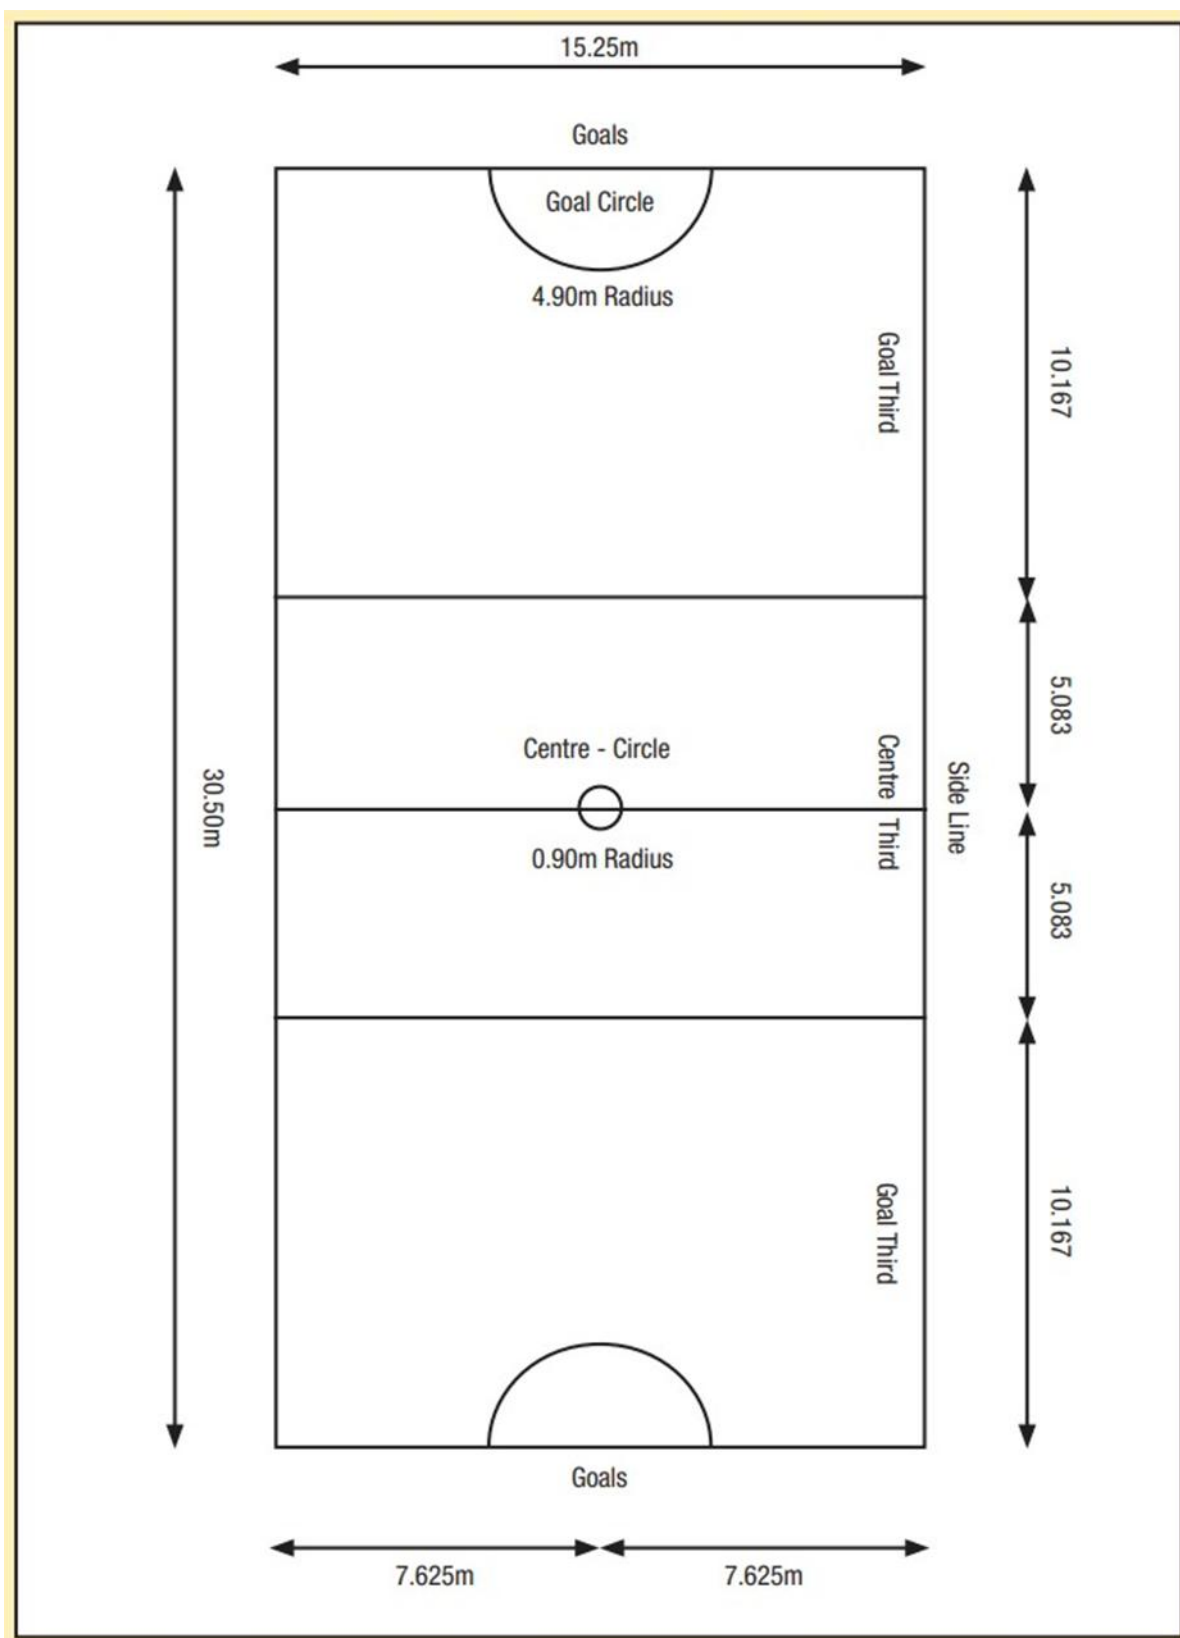 15.25m
Goals
Goal Circle
4.90m Radius
Goal Third
10.167
5.083
Centre - Circle
Centre Third
Side Line
30.50m
0.90m Radius
5.083
Goal Third
10.167
Goals
7.625m
7.625m